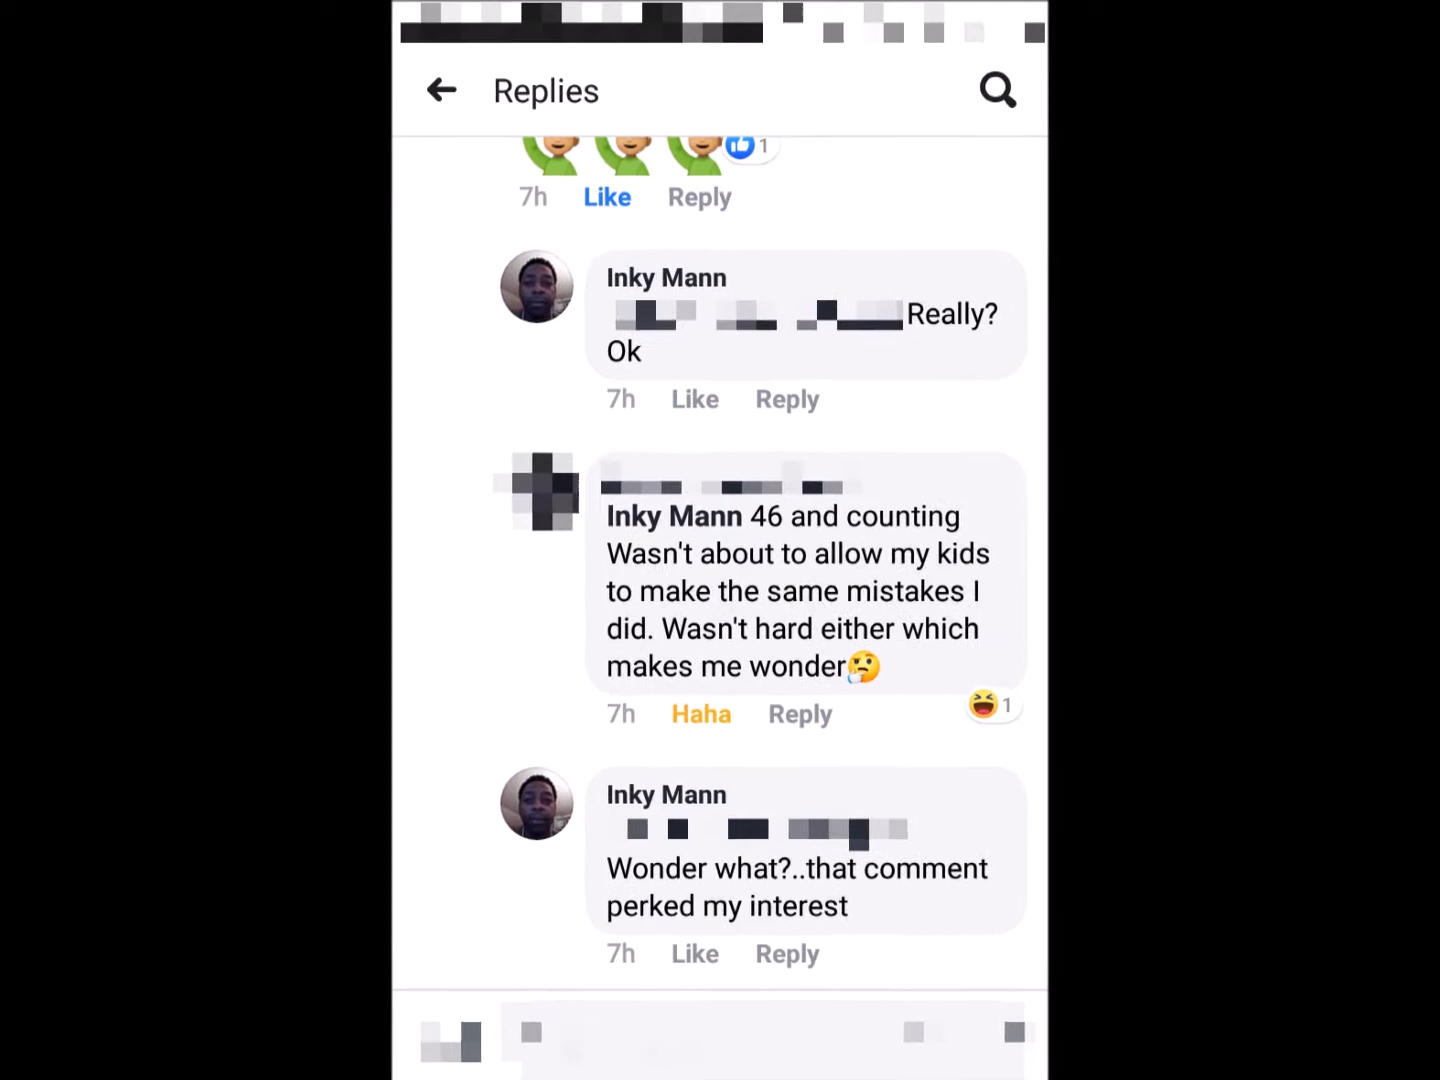 Replies
1
7h Like Reply
Inky Mann
Really?
Ok
7h Like Reply
Inky Mann 46 and counting
Wasn't about to allow my kids
to make the same mistakes I
did. Wasn't hard either which
makes me wonder🤔
7h Haha Reply 1
Inky Mann
Wonder what?..that comment
perked my interest
7h Like Reply